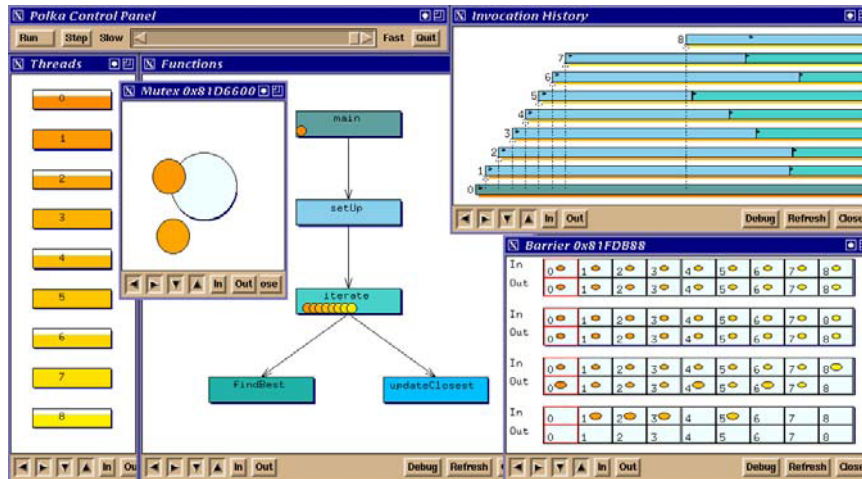 Polka Control Panel
Run Step Slow Fast Quit
Threads
0
1
2
3
4
5
6
7
8
In Ou
Functions
main
setUp
iterate
findBest
updateClosest
In Out Debug Refresh
Mutex 0x81D6600
In Out ose
Invocation History
8
7
6
5
4
3
2
1
0
In Out Debug Refresh Close
Barrier 0x81FDB88
In 0 1 2 3 4 5 6 7 8
Out 0 1 2 3 4 5 6 7 8
In 0 1 2 3 4 5 6 7 8
Out 0 1 2 3 4 5 6 7 8
In 0 1 2 3 4 5 6 7 8
Out 0 1 2 3 4 5 6 7 8
In 0 1 2 3 4 5 6 7 8
Out 0 1 2 3 4 5 6 7 8
In Out Debug Refresh Close